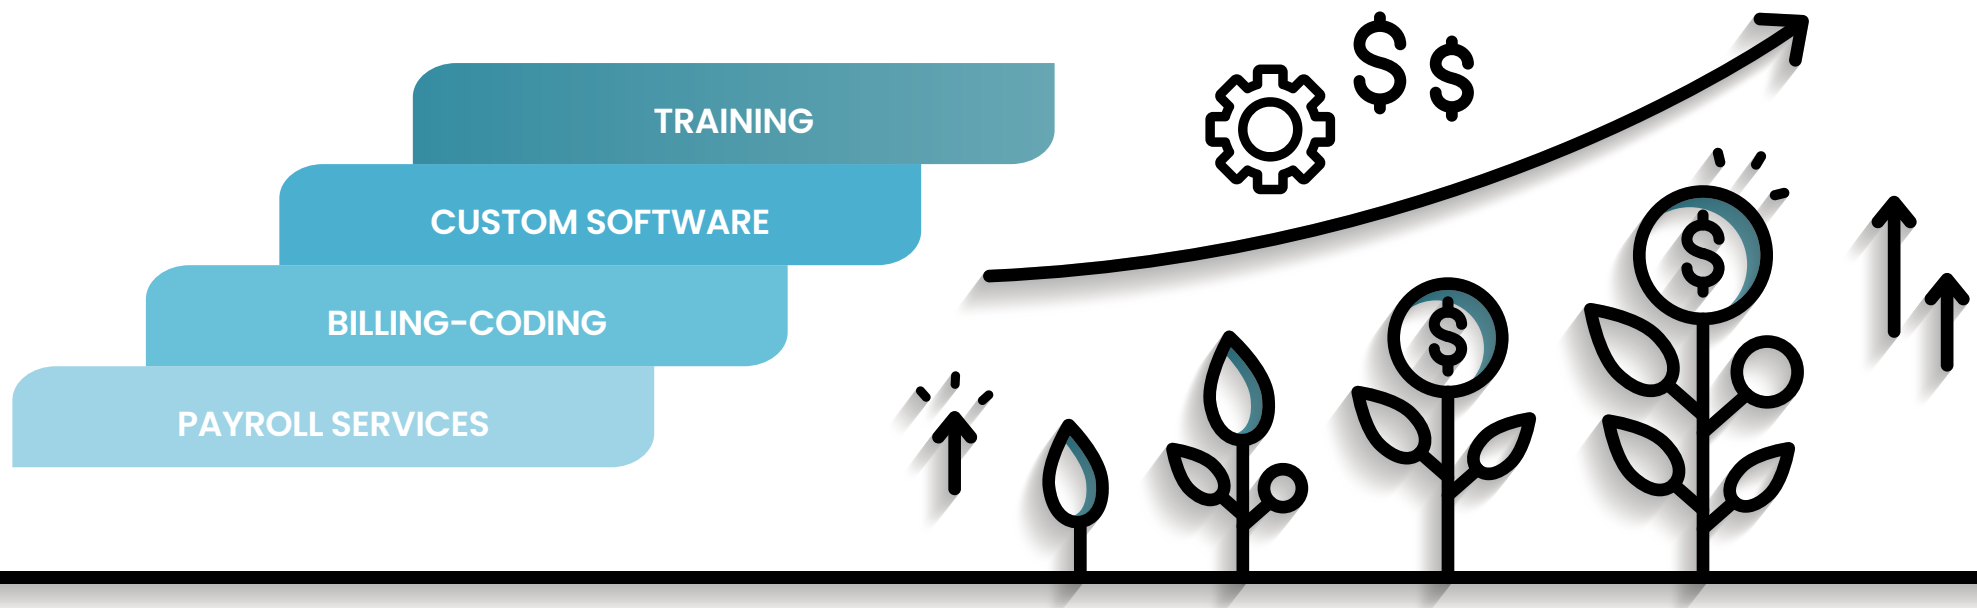 TRAINING
CUSTOM SOFTWARE
BILLING-CODING
PAYROLL SERVICES
$ $
$
$